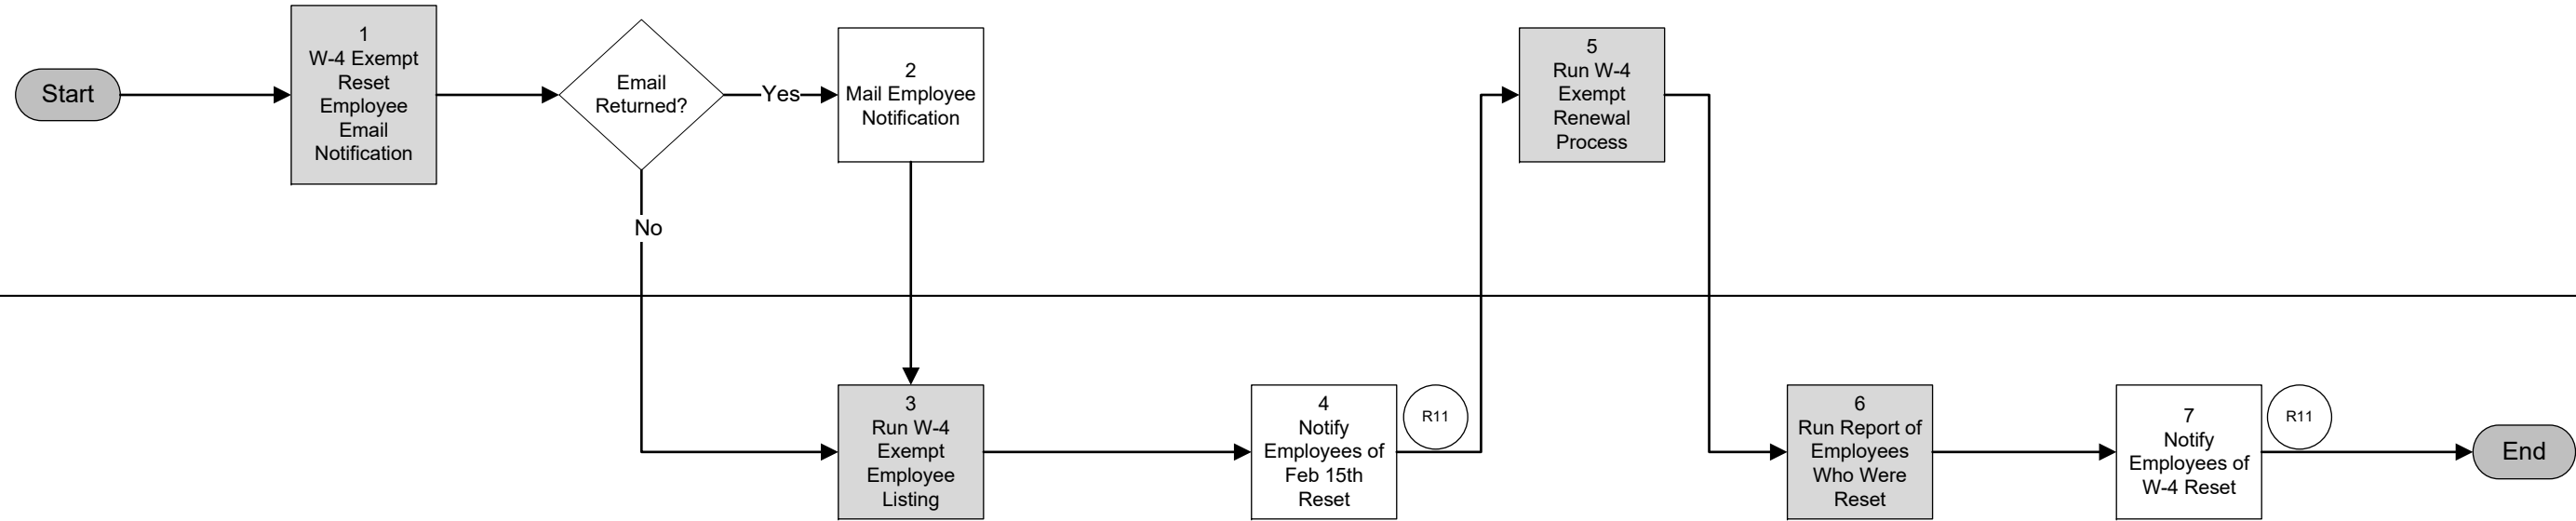 Start
1
W-4 Exempt
Reset
Employee
Email
Notification
Email
Returned?
Yes
2
Mail Employee
Notification
No
5
Run W-4
Exempt
Renewal
Process
3
Run W-4
Exempt
Employee
Listing
4
Notify
Employees of
Feb 15th
Reset
R11
6
Run Report of
Employees
Who Were
Reset
7
Notify
Employees of
W-4 Reset
R11
End